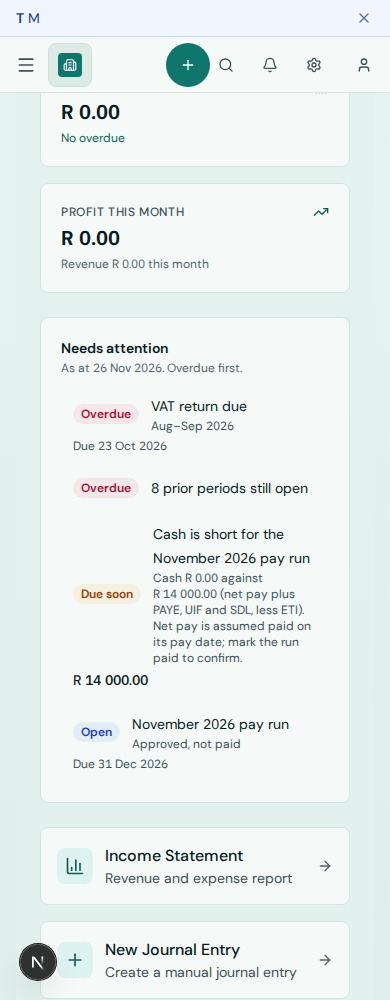 T M
R 0.00
No overdue
PROFIT THIS MONTH
R 0.00
Revenue R 0.00 this month
Needs attention
As at 26 Nov 2026. Overdue first.
Overdue
VAT return due
Aug–Sep 2026
Due 23 Oct 2026
Overdue
8 prior periods still open
Cash is short for the
November 2026 pay run
Due soon
Cash R 0.00 against
R 14 000.00 (net pay plus
PAYE, UIF and SDL, less ETI).
Net pay is assumed paid on
its pay date; mark the run
paid to confirm.
R 14 000.00
Open
November 2026 pay run
Approved, not paid
Due 31 Dec 2026
Income Statement
Revenue and expense report
New Journal Entry
Create a manual journal entry
N